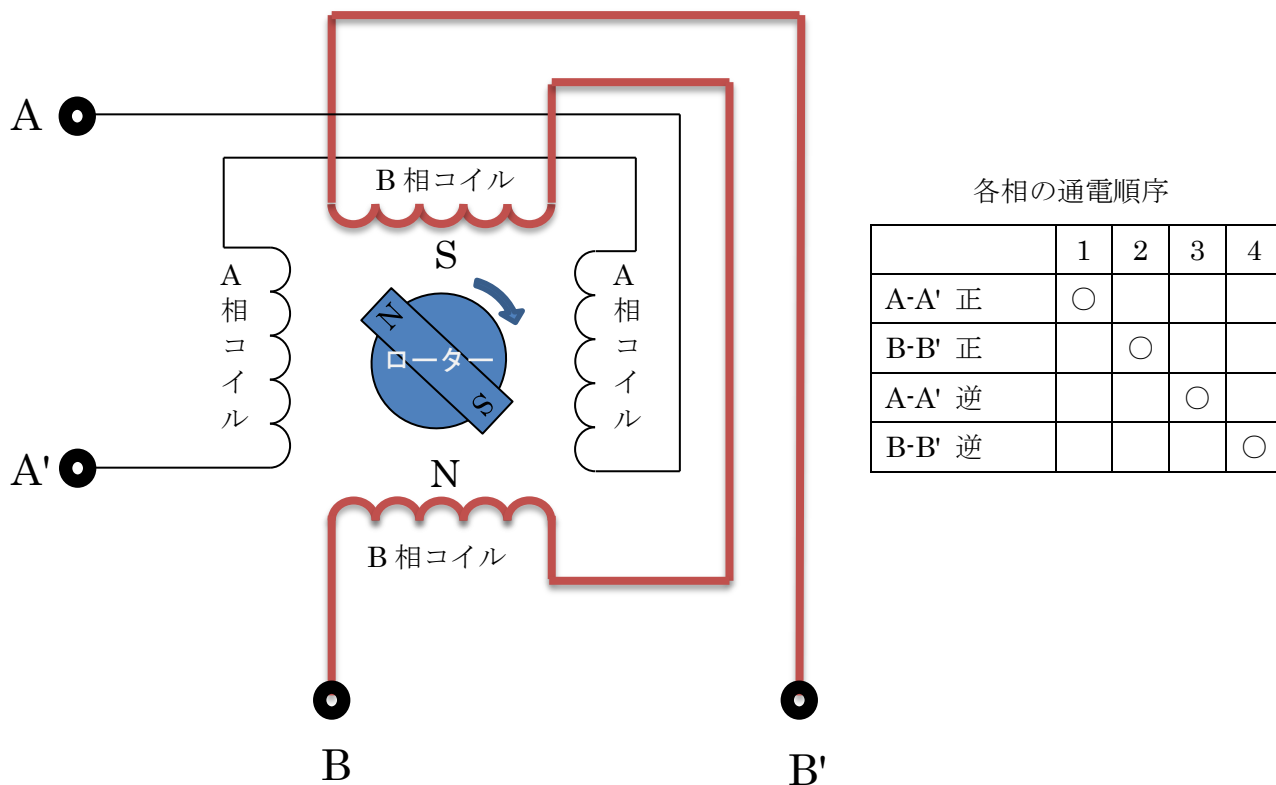 A
B 相コイル
S
A
相
コ
イ
ル
N
ローター
S
A
相
コ
イ
ル
A'
N
B 相コイル
B
B'
各相の通電順序
1 2 3 4
A-A' 正 ○
B-B' 正 ○
A-A' 逆 ○
B-B' 逆 ○